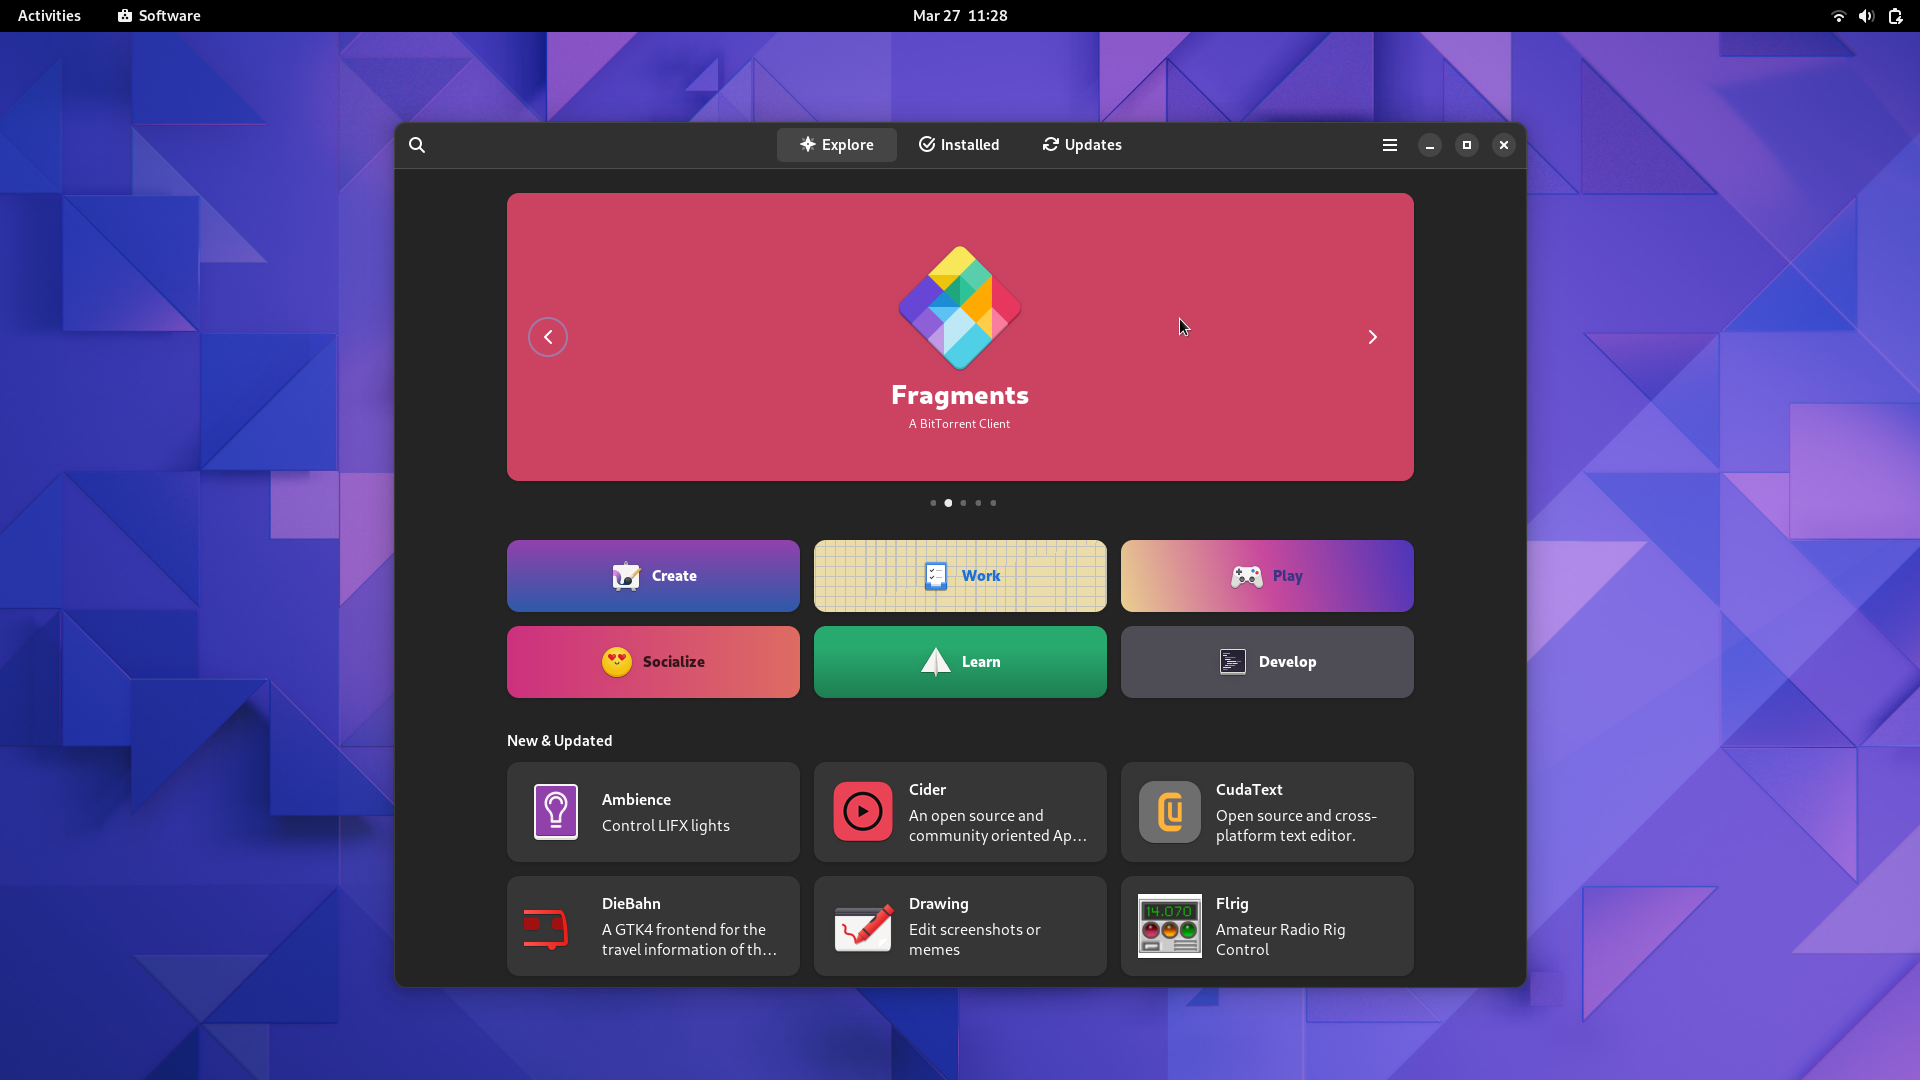 Activities
Software
Mar 27 11:28
Explore
Installed
Updates
Fragments
A BitTorrent Client
Create
Work
Play
Socialize
Learn
Develop
New & Updated
Ambience
Control LIFX lights
Cider
An open source and
community oriented Ap…
CudaText
Open source and cross-
platform text editor.
DieBahn
A GTK4 frontend for the
travel information of th…
Drawing
Edit screenshots or
memes
14.070
Flrig
Amateur Radio Rig
Control